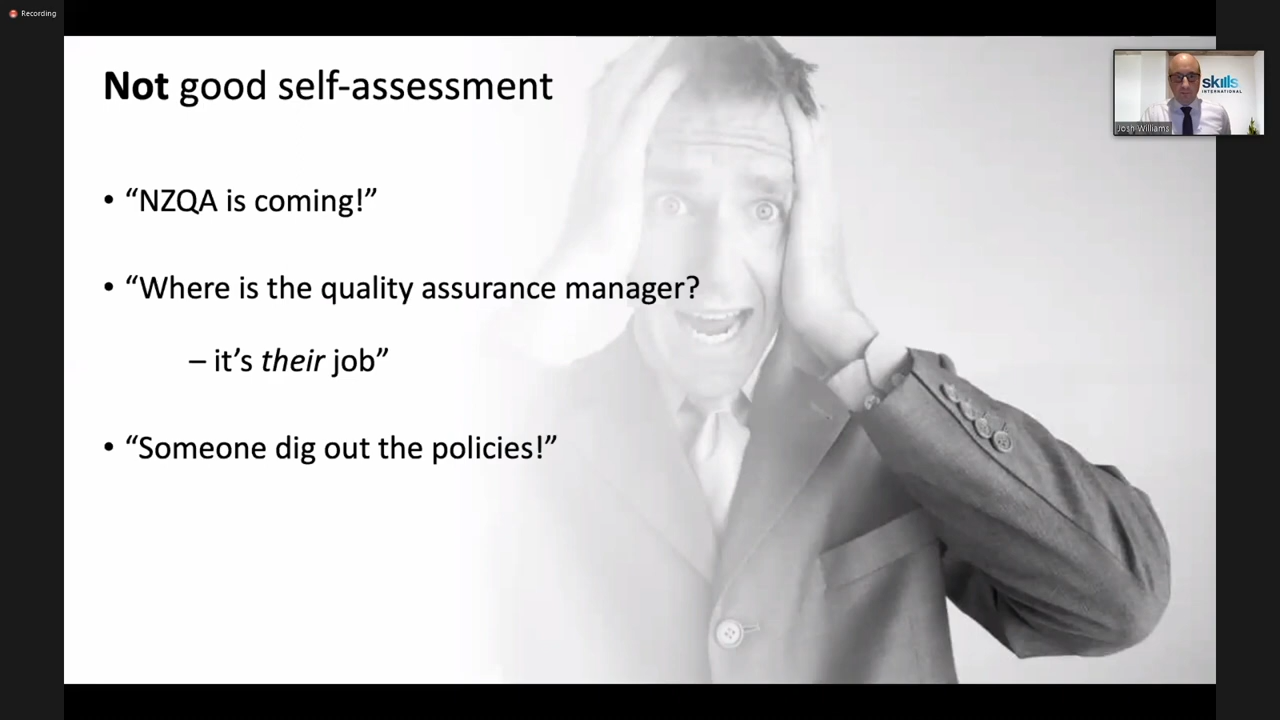 Recording
Not good self-assessment
• “NZQA is coming!”
• “Where is the quality assurance manager?
– it’s their job”
• “Someone dig out the policies!”
skills
INTERNATIONAL
Josh Williams